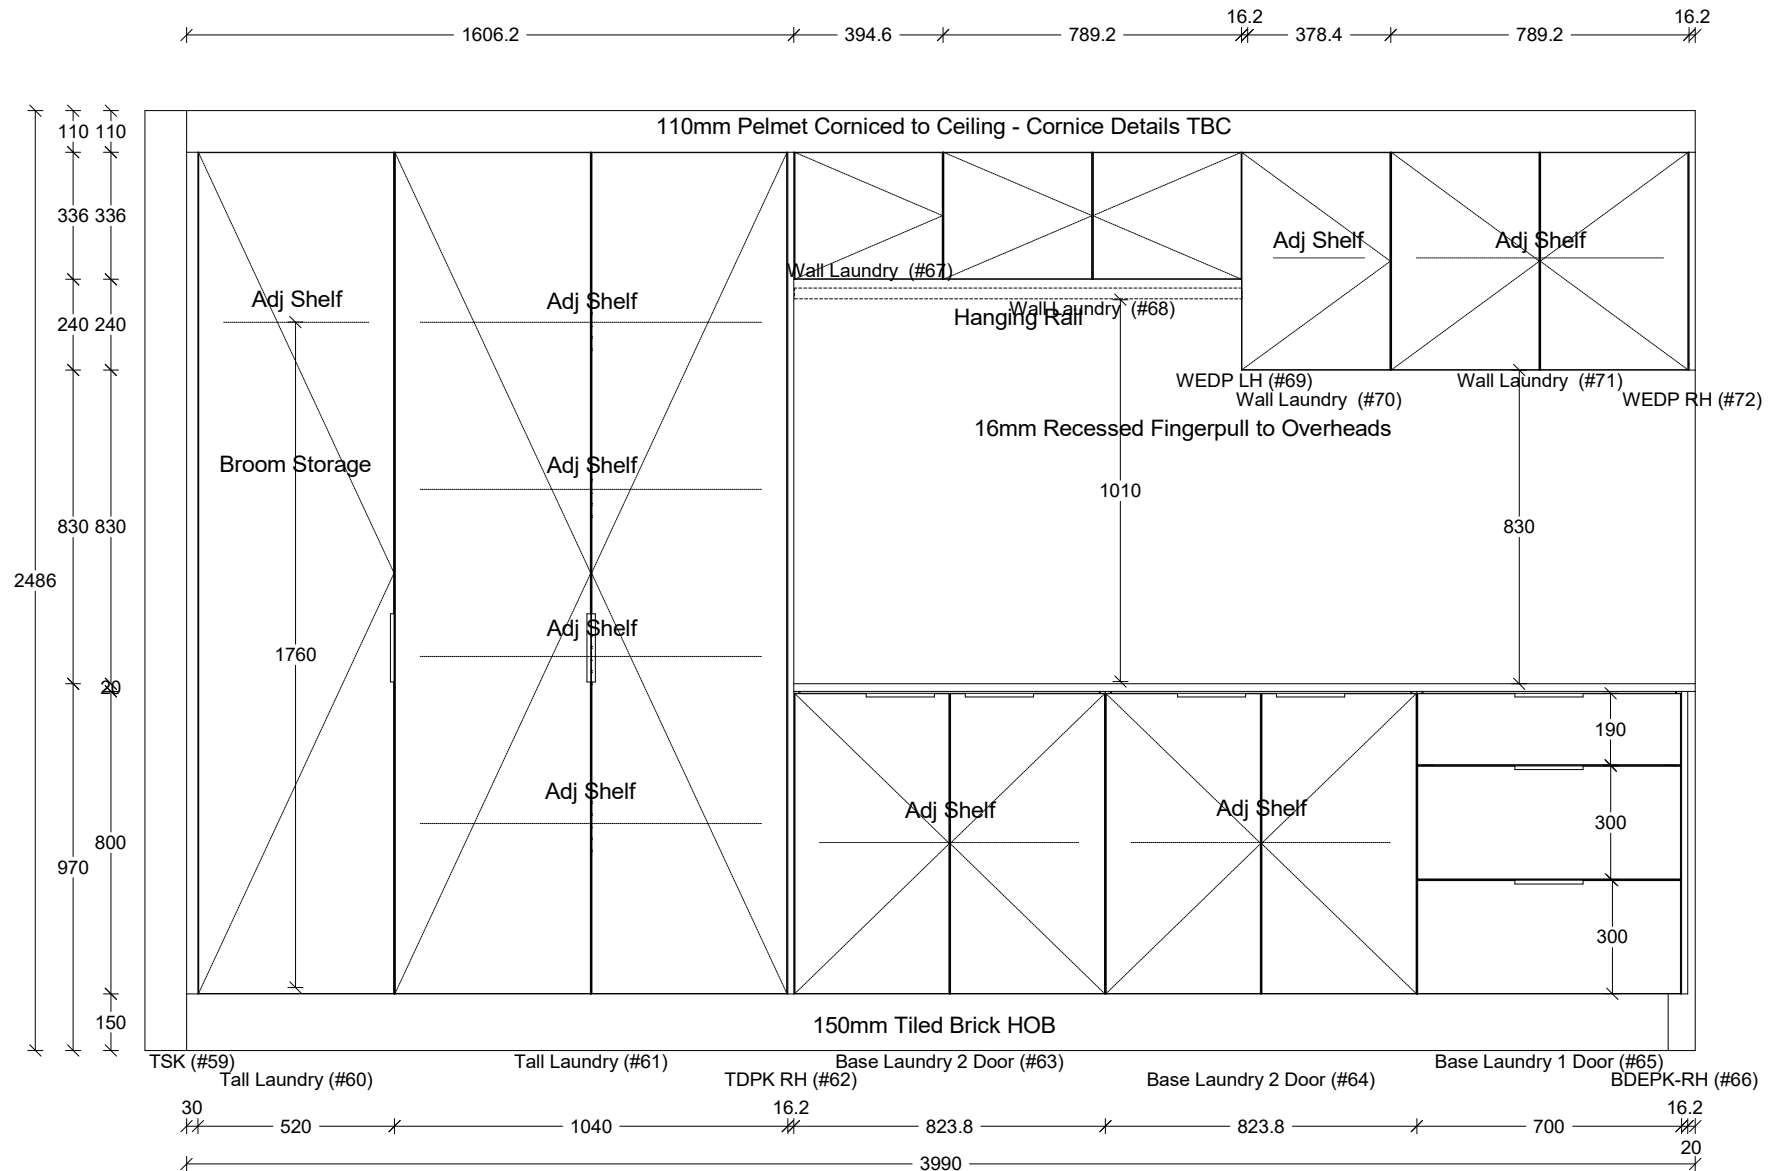 16.2 16.2
1606.2 394.6 789.2 378.4 789.2
110 110 110mm Pelmet Corniced to Ceiling - Cornice Details TBC
336 336
Adj Shelf Adj Shelf
Wall Laundry (#67)
Adj Shelf Adj Shelf
Wall Laundry (#68)
Hanging Rail
240 240
WEDP LH (#69) Wall Laundry (#71)
Wall Laundry (#70) WEDP RH (#72)
16mm Recessed Fingerpull to Overheads
Broom Storage Adj Shelf
1010
830 830 830
2486
Adj Shelf
1760
20
190
Adj Shelf
Adj Shelf Adj Shelf
300
800
970
300
150 150mm Tiled Brick HOB
TSK (#59) Tall Laundry (#61) Base Laundry 2 Door (#63) Base Laundry 1 Door (#65)
Tall Laundry (#60) TDPK RH (#62) Base Laundry 2 Door (#64) BDEPK-RH (#66)
30 16.2 16.2
520 1040 823.8 823.8 700
20
3990